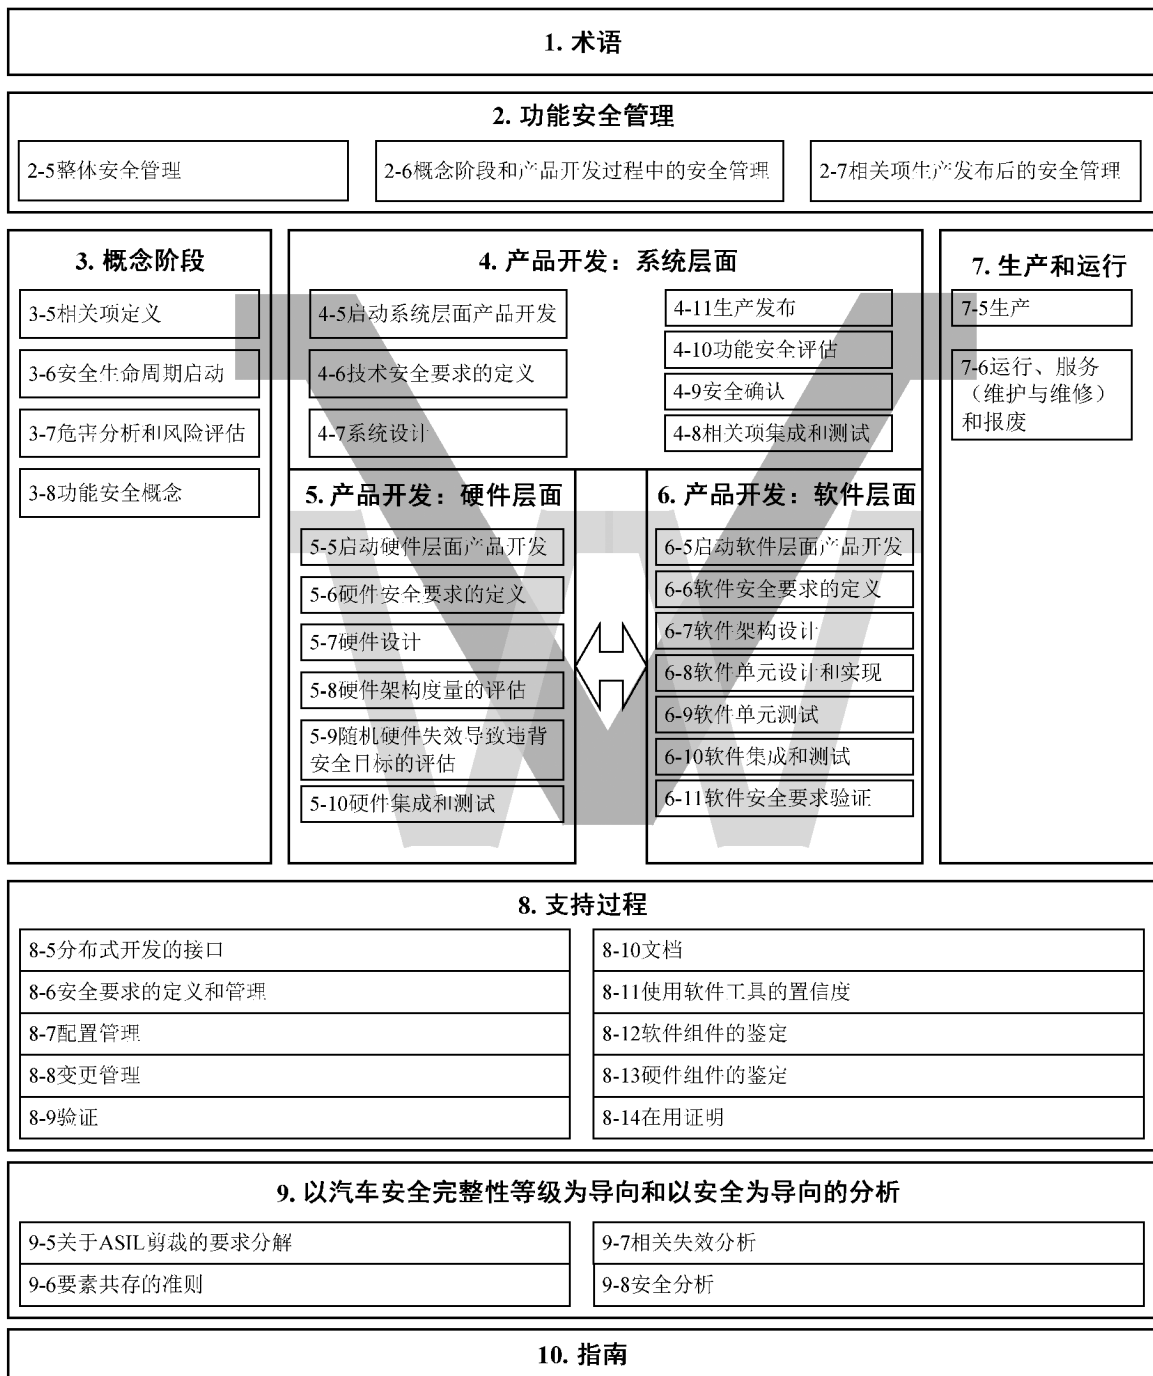 1. 术语
2. 功能安全管理
2-5整体安全管理
2-6概念阶段和产品开发过程中的安全管理
2-7相关项生产发布后的安全管理
3. 概念阶段
3-5相关项定义
3-6安全生命周期启动
3-7危害分析和风险评估
3-8功能安全概念
4. 产品开发：系统层面
4-5启动系统层面产品开发
4-6技术安全要求的定义
4-7系统设计
4-11生产发布
4-10功能安全评估
4-9安全确认
4-8相关项集成和测试
5. 产品开发：硬件层面
5-5启动硬件层面产品开发
5-6硬件安全要求的定义
5-7硬件设计
5-8硬件架构度量的评估
5-9随机硬件失效导致违背
安全目标的评估
5-10硬件集成和测试
6. 产品开发：软件层面
6-5启动软件层面产品开发
6-6软件安全要求的定义
6-7软件架构设计
6-8软件单元设计和实现
6-9软件单元测试
6-10软件集成和测试
6-11软件安全要求验证
7. 生产和运行
7-5生产
7-6运行、服务
（维护与维修）
和报废
8. 支持过程
8-5分布式开发的接口
8-6安全要求的定义和管理
8-7配置管理
8-8变更管理
8-9验证
8-10文档
8-11使用软件工具的置信度
8-12软件组件的鉴定
8-13硬件组件的鉴定
8-14在用证明
9. 以汽车安全完整性等级为导向和以安全为导向的分析
9-5关于ASIL剪裁的要求分解
9-6要素共存的准则
9-7相关失效分析
9-8安全分析
10. 指南